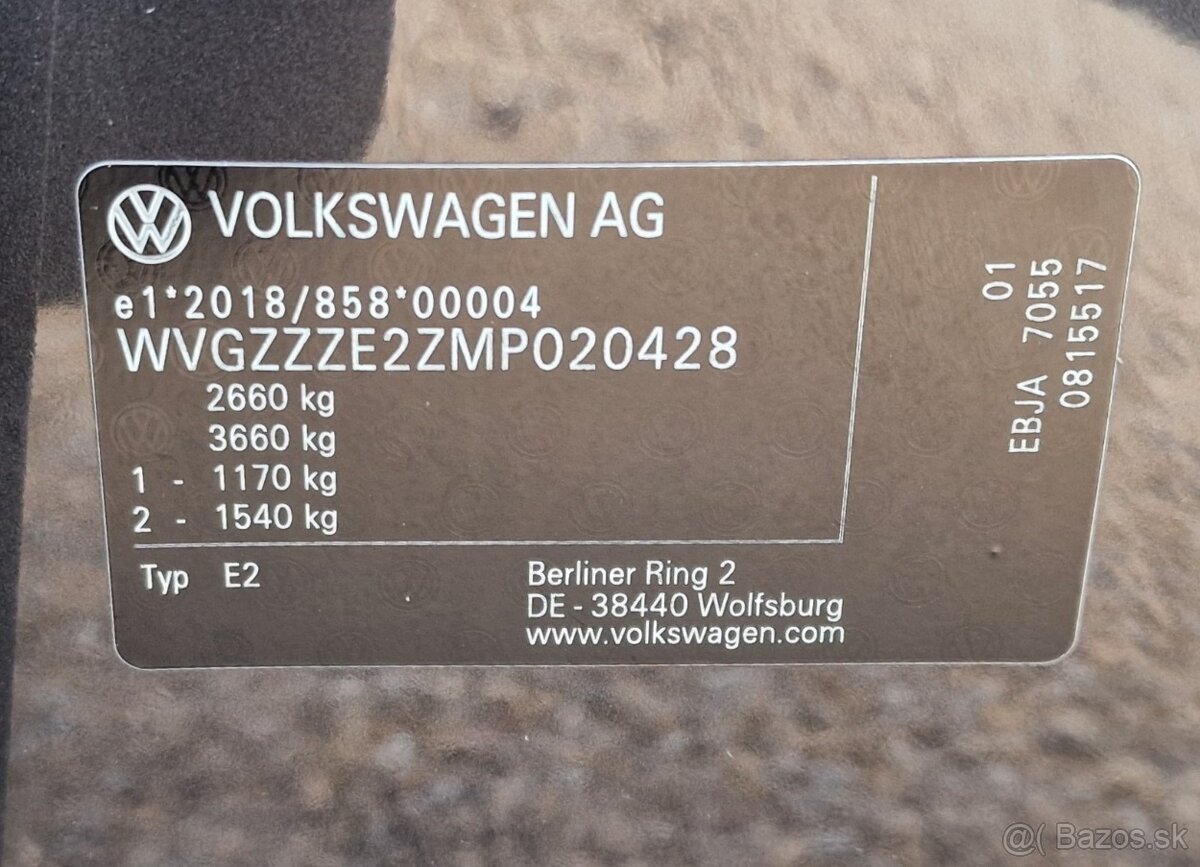 VOLKSWAGEN AG
e1*2018/858*00004
WVGZZZE2ZMP020428
2660 kg
3660 kg
1 - 1170 kg
2 - 1540 kg
Typ E2
Berliner Ring 2
DE - 38440 Wolfsburg
www.volkswagen.com
01
EBJA 7055
0815517
@( Bazos.sk